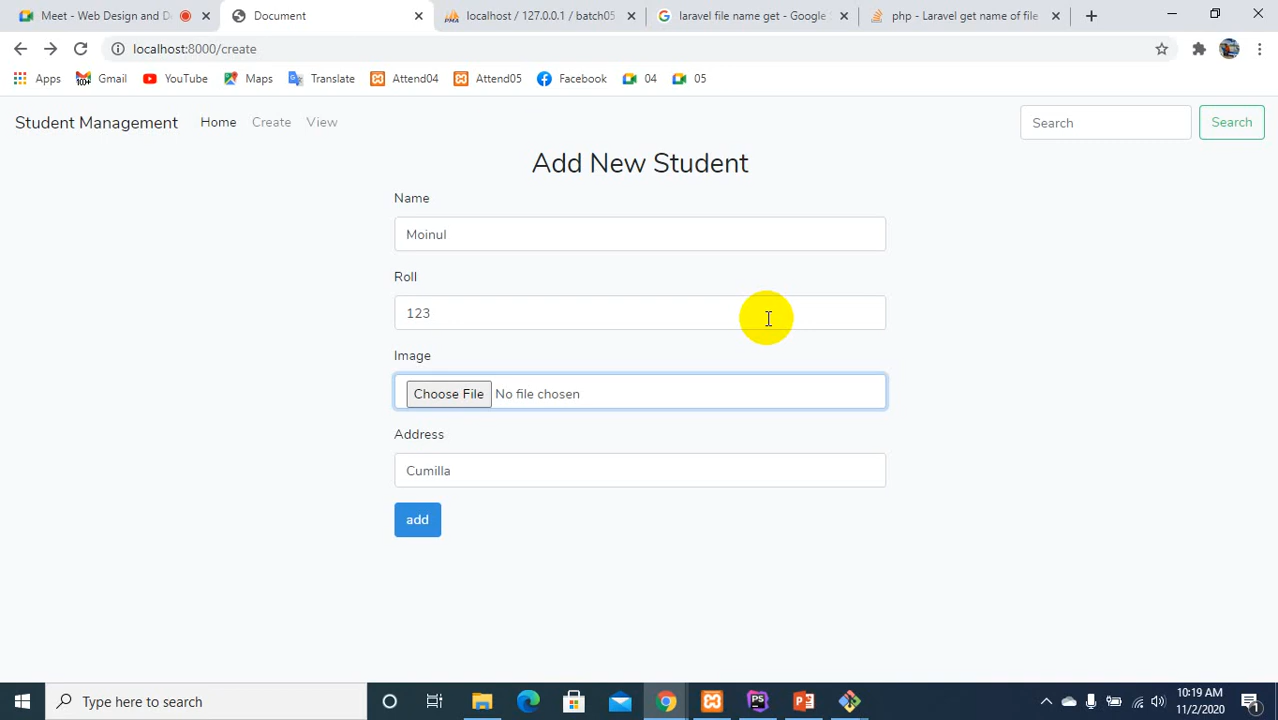 Meet - Web Design and D
Document
localhost / 127.0.0.1 / batch05
laravel file name get - Google S
php - Laravel get name of file
localhost:8000/create
Apps
Gmail
YouTube
Maps
Translate
Attend04
Attend05
Facebook
04
05
Student Management
Home
Create
View
Search
Search
Add New Student
Name
Moinul
Roll
123
Image
Choose File No file chosen
Address
Cumilla
add
Type here to search
10:19 AM
11/2/2020